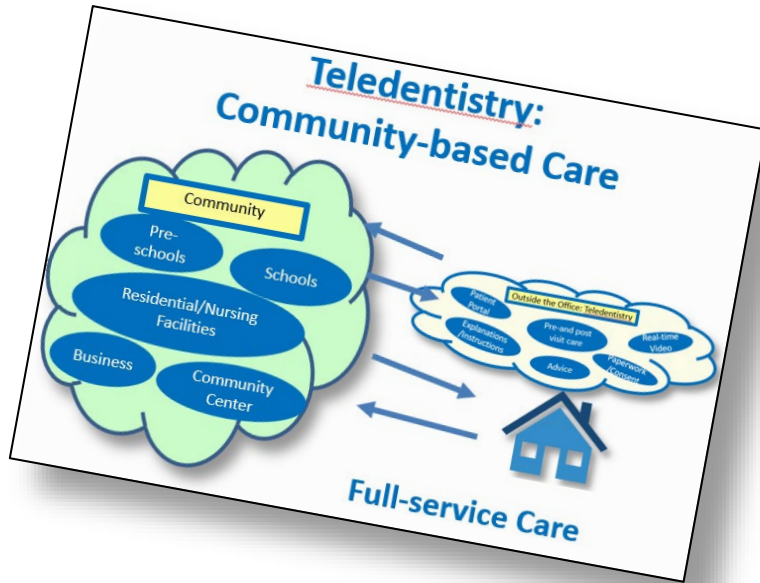 Teledentistry:
Community-based Care
Community
Pre-
schools
Schools
Residential/Nursing
Facilities
Business
Community
Center
Outside the Office: Teledentistry
Patient
Portal
Pre-and post
visit care
Real-time
Video
Explanations
/Instructions
Advice
Paperwork
/Consent
Full-service Care